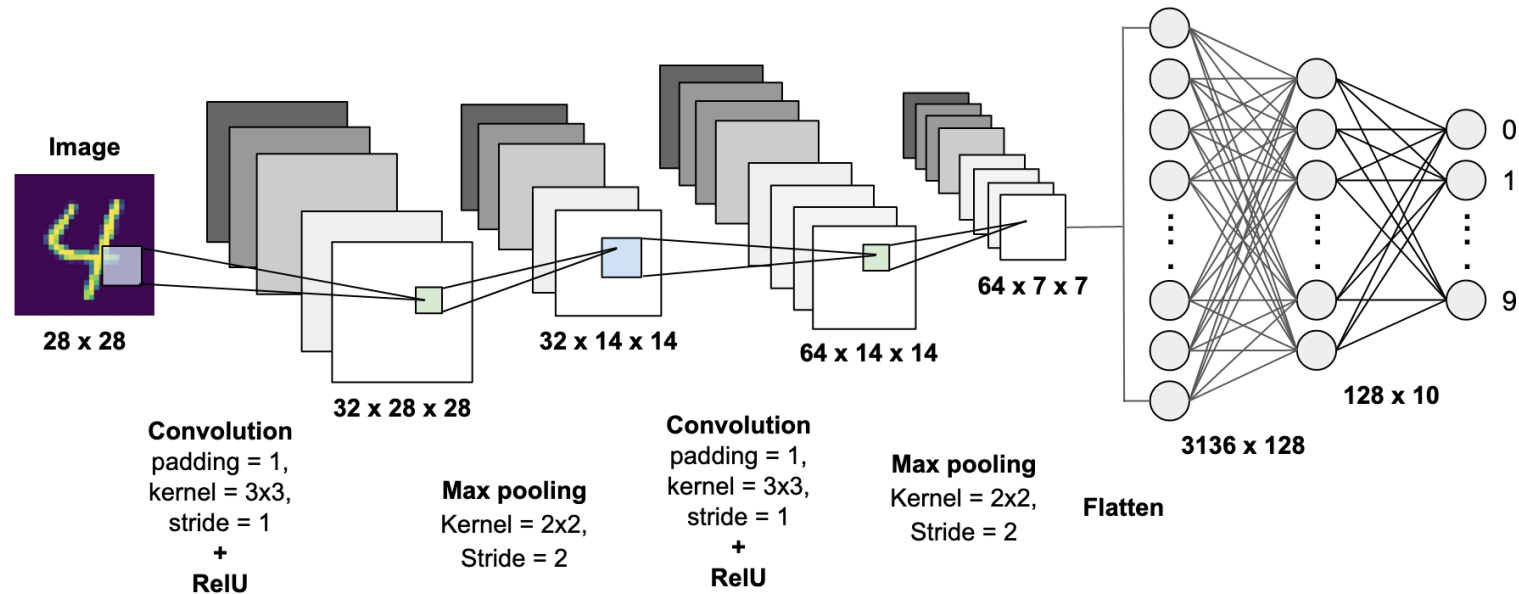 Image
28 x 28
32 x 28 x 28
Convolution
padding = 1,
kernel = 3x3,
stride = 1
+
RelU
32 x 14 x 14
Max pooling
Kernel = 2x2,
Stride = 2
64 x 14 x 14
Convolution
padding = 1,
kernel = 3x3,
stride = 1
+
RelU
64 x 7 x 7
Max pooling
Kernel = 2x2,
Stride = 2
Flatten
3136 x 128
128 x 10
0
1
9
4